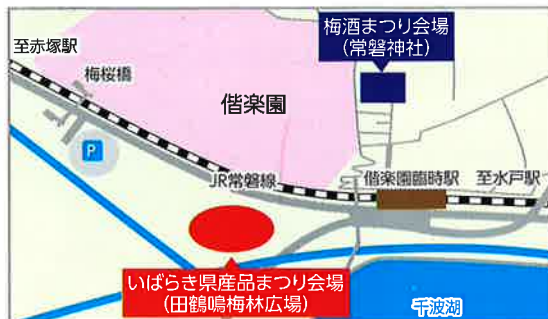 梅酒まつり会場
(常磐神社)
至赤塚駅
梅桜橋
偕楽園
P
JR常磐線
偕楽園臨時駅
至水戸駅
いばらき県産品まつり会場
(田鶴鳴梅林広場)
千波湖